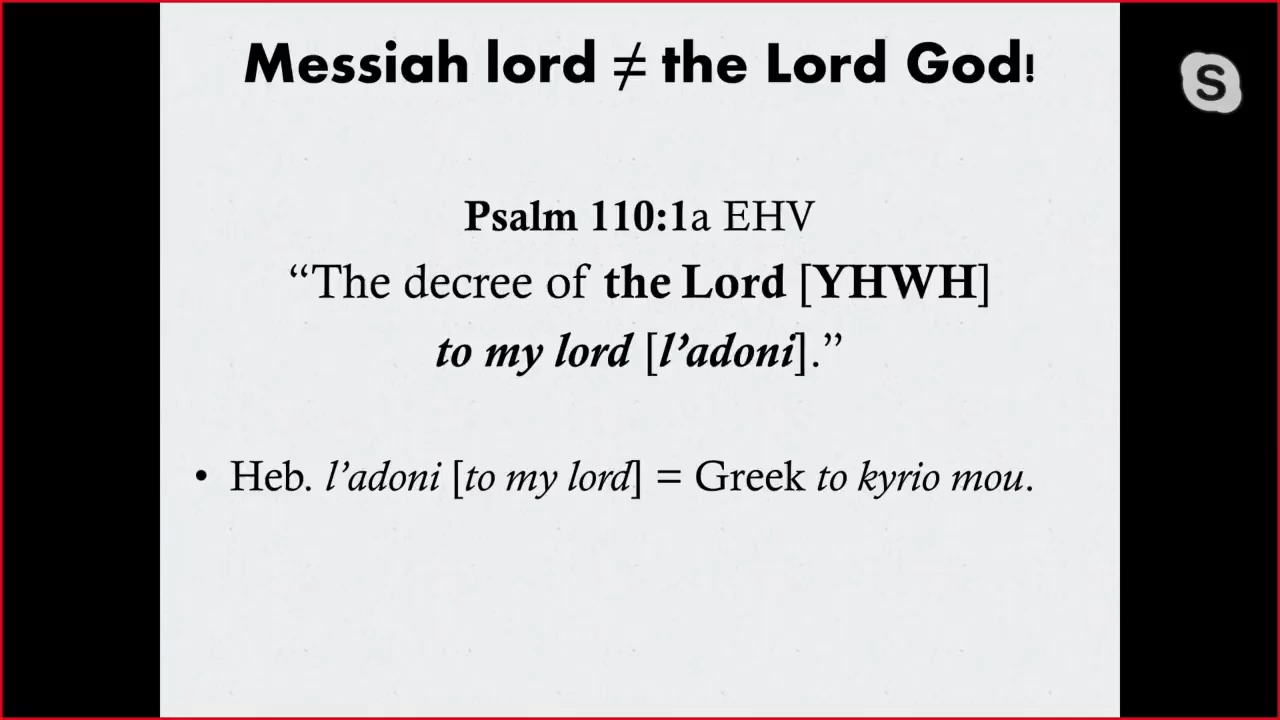 Messiah lord ≠ the Lord God!
S
Psalm 110:1a EHV
“The decree of the Lord [YHWH]
to my lord [l’adoni].”
• Heb. l’adoni [to my lord] = Greek to kyrio mou.